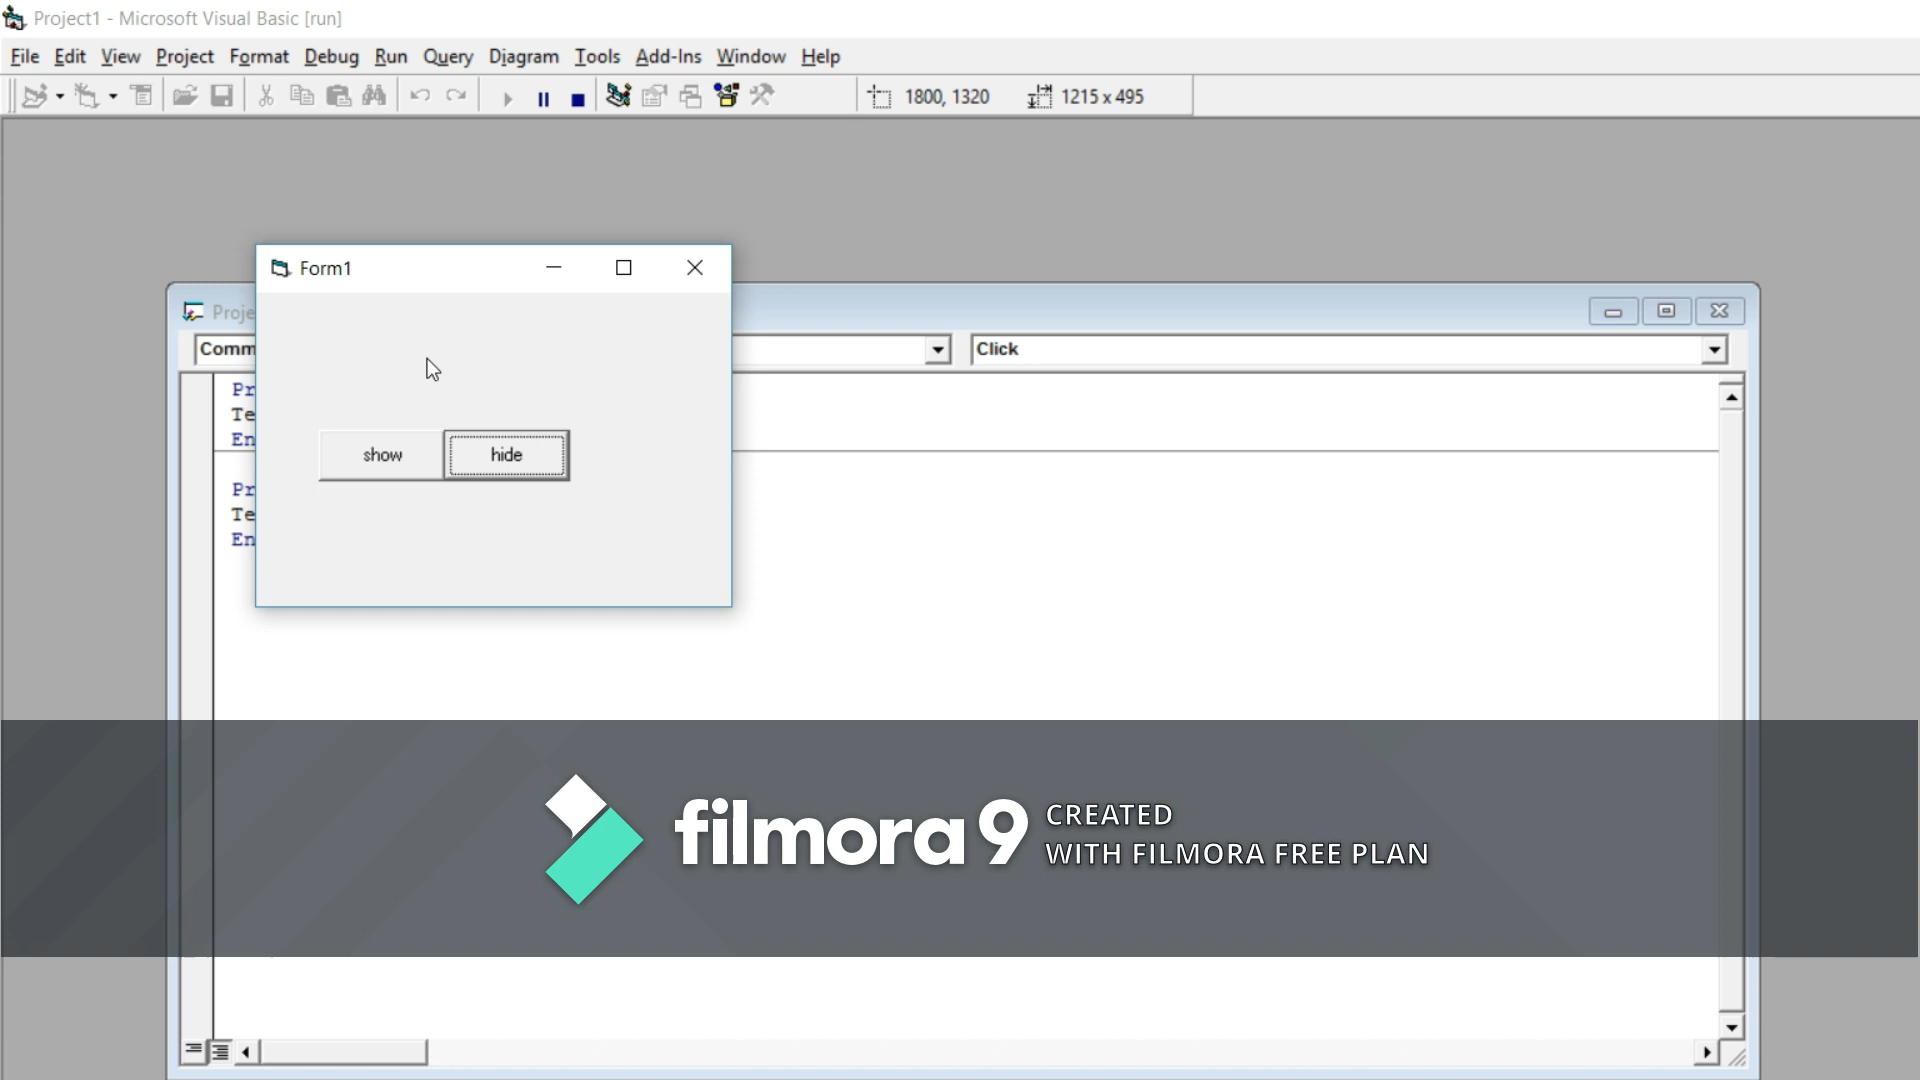 Project1 - Microsoft Visual Basic [run]
File Edit View Project Format Debug Run Query Diagram Tools Add-Ins Window Help
1800, 1320 1215 x 495
Form1
Proje
Comm Click
Pr
Te
En
show hide
Pr
Te
En
filmora 9 CREATED
WITH FILMORA FREE PLAN